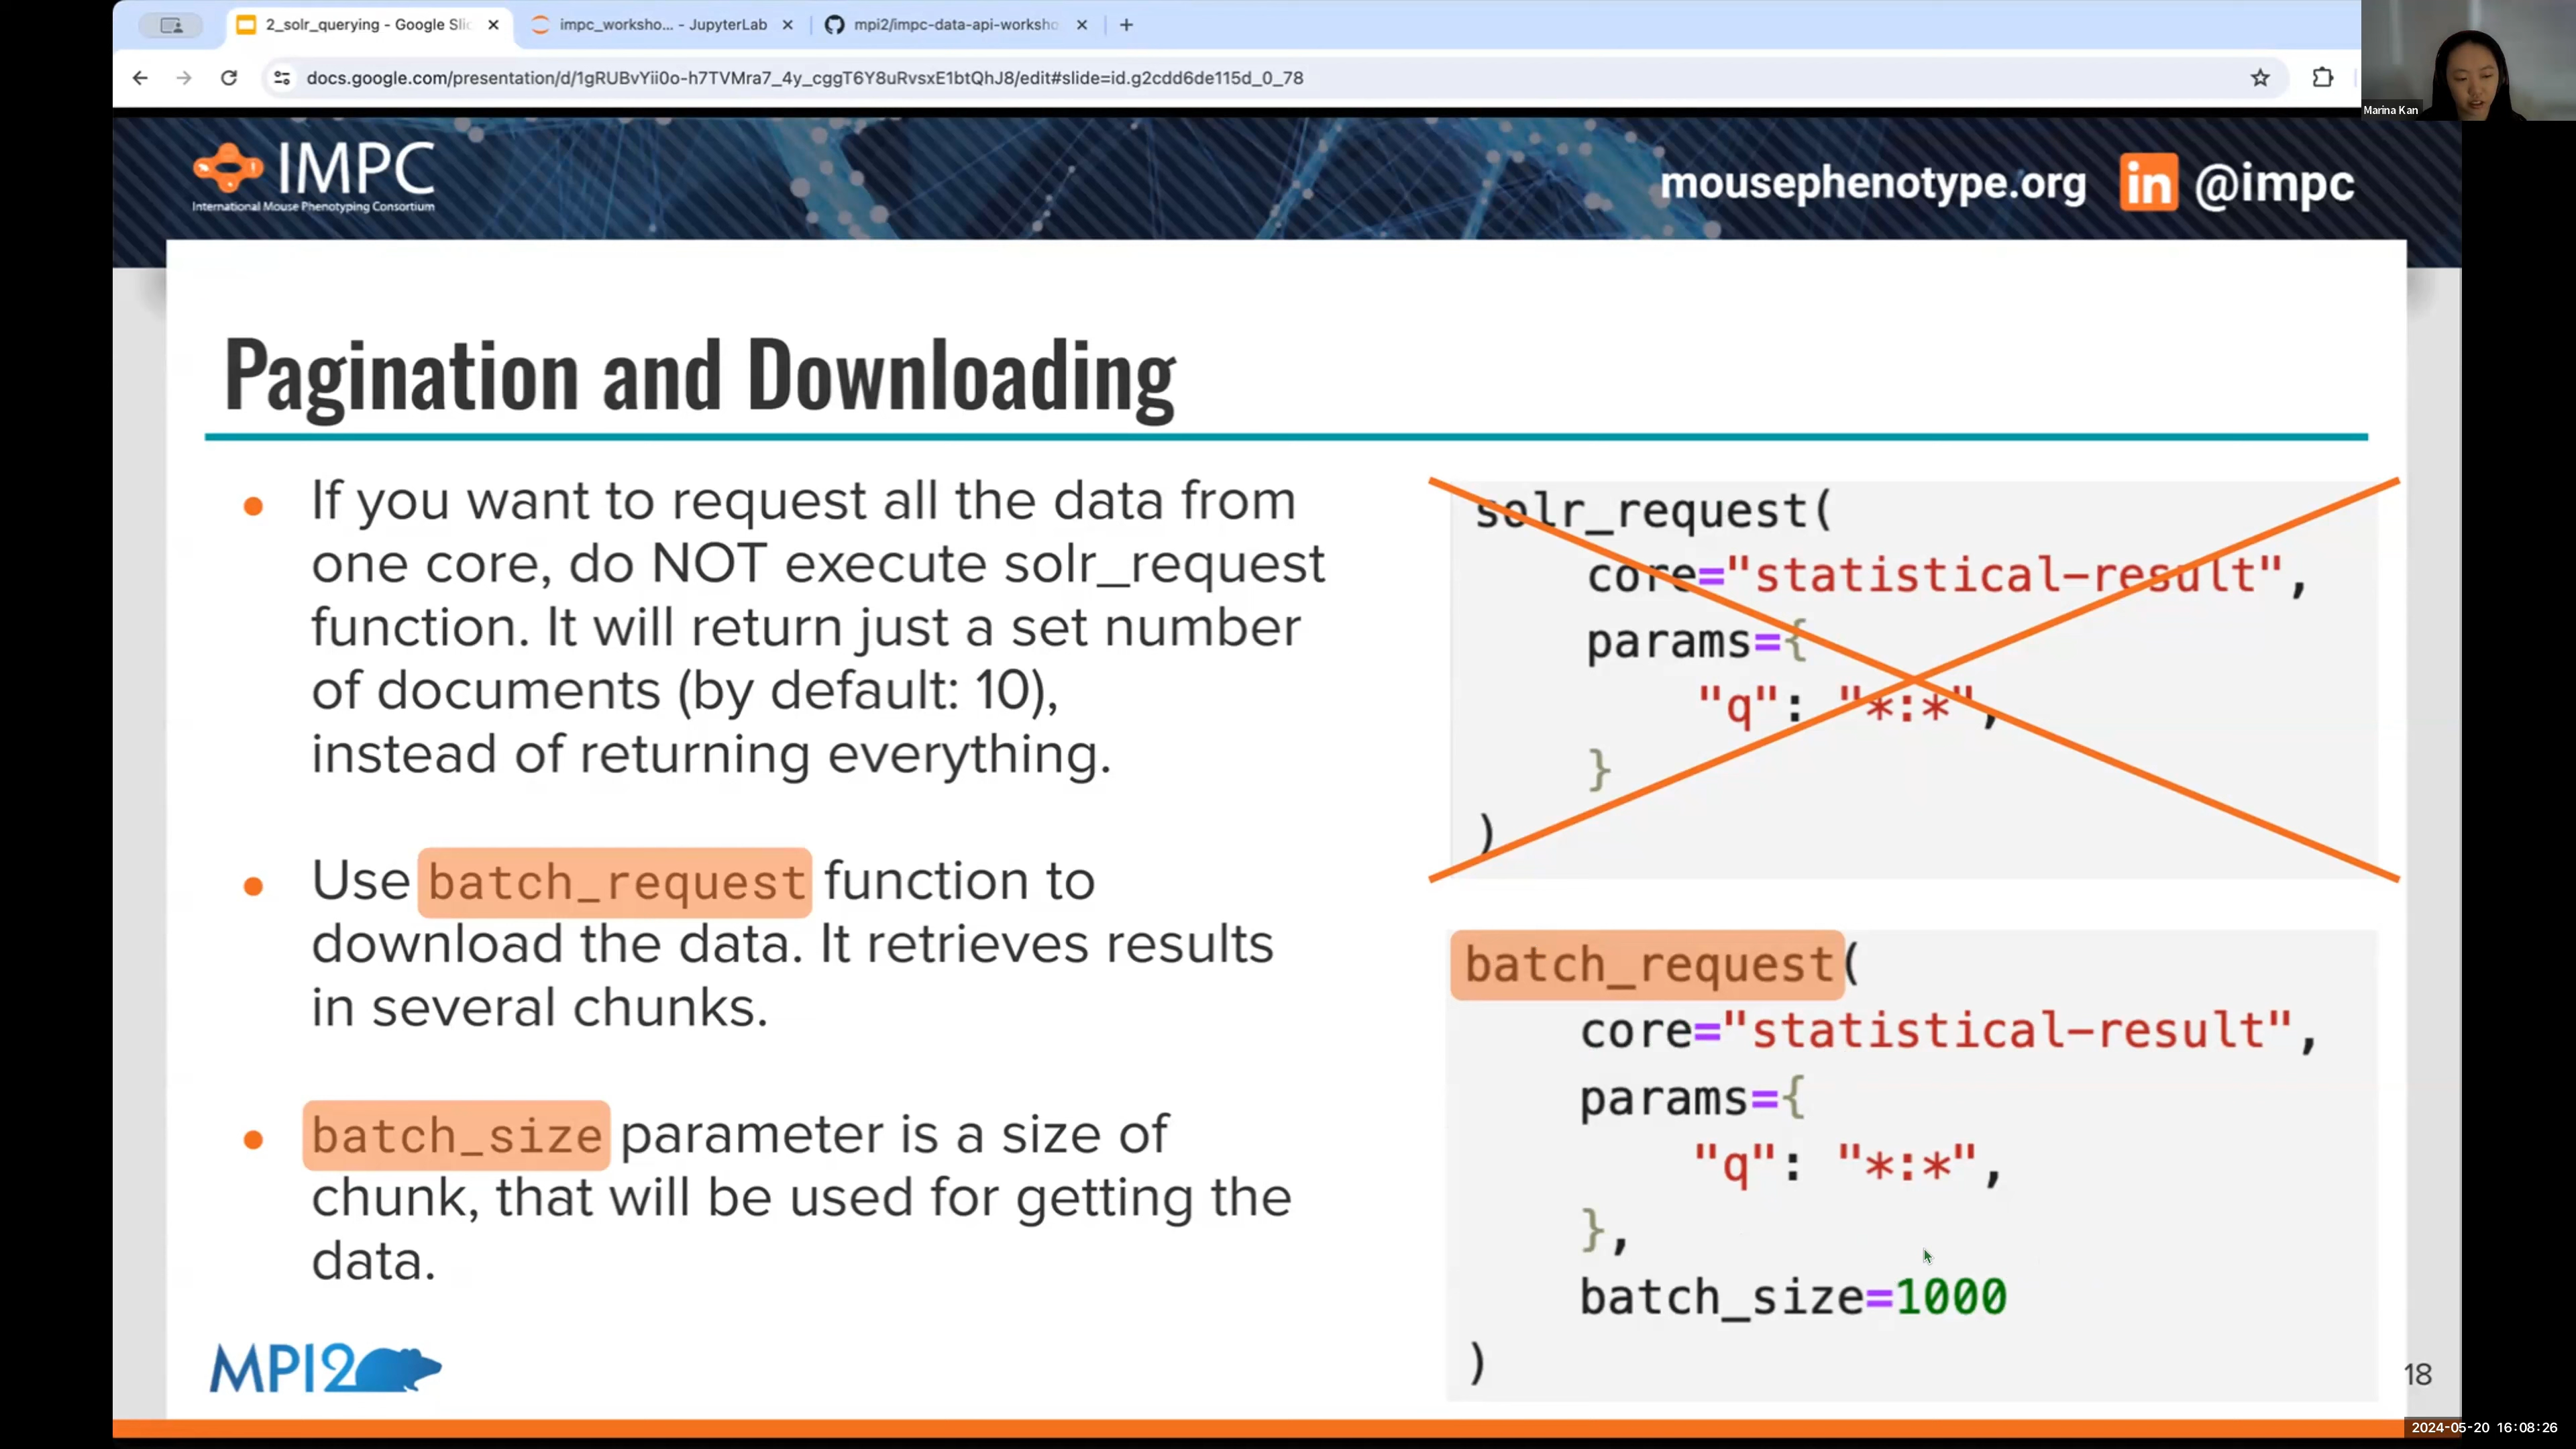 2_solr_querying - Google Slic
impc_worksho... - JupyterLab
mpi2/impc-data-api-worksho
docs.google.com/presentation/d/1gRUBvYii0o-h7TVMra7_4y_cggT6Y8uRvsxE1btQhJ8/edit#slide=id.g2cdd6de115d_0_78
Marina Kan
IMPC
International Mouse Phenotyping Consortium
mousephenotype.org in @impc
Pagination and Downloading
• If you want to request all the data from
one core, do NOT execute solr_request
function. It will return just a set number
of documents (by default: 10),
instead of returning everything.
• Use batch_request function to
download the data. It retrieves results
in several chunks.
• batch_size parameter is a size of
chunk, that will be used for getting the
data.
solr_request(
core="statistical-result",
params={
"q": "*:*",
}
)
batch_request(
core="statistical-result",
params={
"q": "*:*",
},
batch_size=1000
)
MPI2
18
2024-05-20 16:08:26